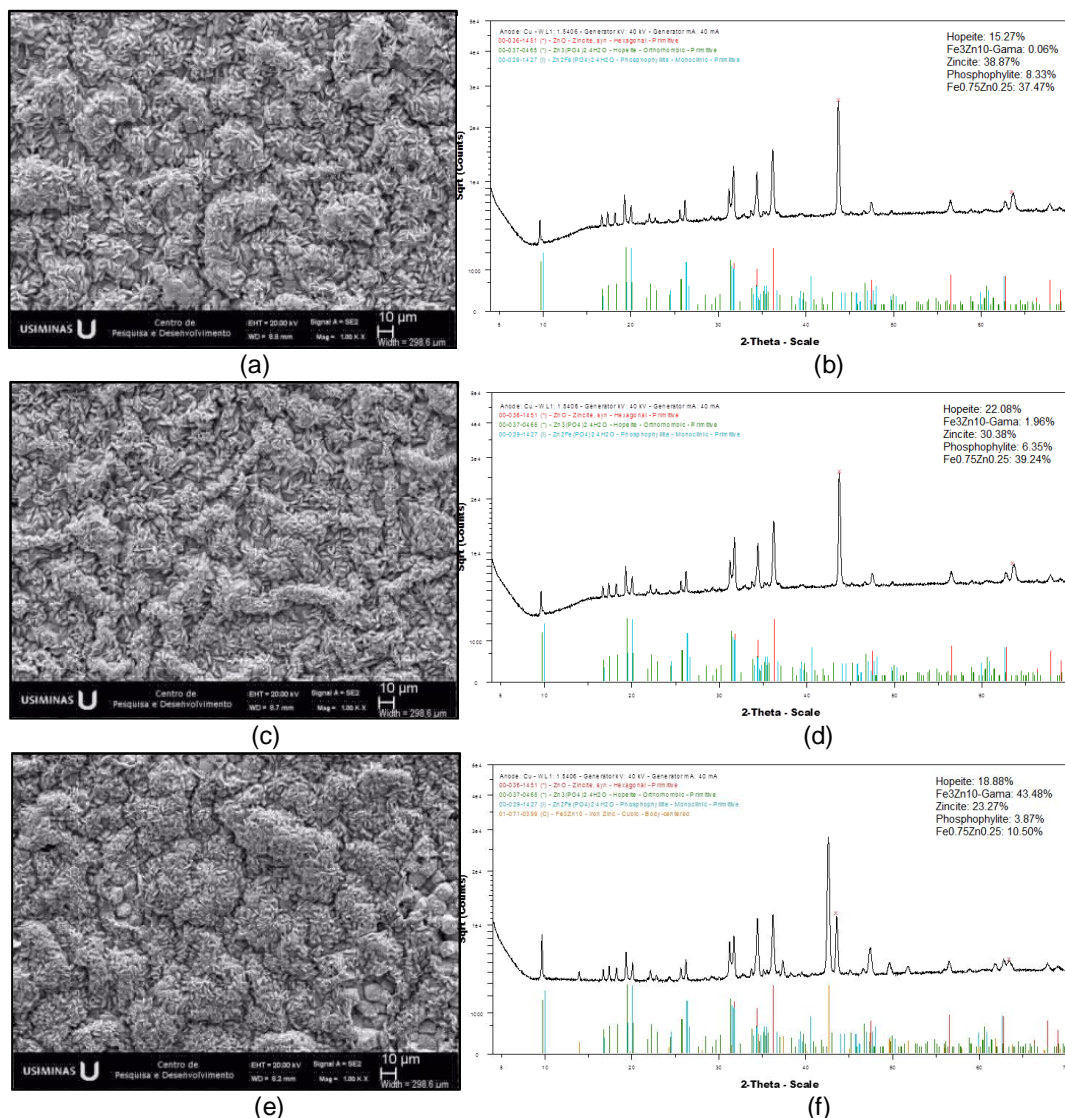 USIMINAS U
Centro de
Pesquisa e Desenvolvimento
EHT = 20.00 kV
WD = 8.8 mm
Signal A = SE2
Mag = 1.00 K X
10 µm
Width = 298.6 µm
(a)
Anode: Cu - WL1: 1.5406 - Generator kV: 40 kV - Generator mA: 40 mA
00-036-1451 (*) - ZnO - Zincite, syn - Hexagonal - Primitive
00-037-0465 (*) - Zn3(PO4)2·4H2O - Hopeite - Orthorhombic - Primitive
00-029-1427 (I) - Zn2Fe(PO4)2·4H2O - Phosphophyllite - Monoclinic - Primitive
Hopeite: 15.27%
Fe3Zn10-Gama: 0.06%
Zincite: 38.87%
Phosphophylite: 8.33%
Fe0.75Zn0.25: 37.47%
Sqrt (Counts)
2-Theta - Scale
(b)
USIMINAS U
Centro de
Pesquisa e Desenvolvimento
EHT = 20.00 kV
WD = 8.7 mm
Signal A = SE2
Mag = 1.00 K X
10 µm
Width = 298.6 µm
(c)
Anode: Cu - WL1: 1.5406 - Generator kV: 40 kV - Generator mA: 40 mA
00-036-1451 (*) - ZnO - Zincite, syn - Hexagonal - Primitive
00-037-0465 (*) - Zn3(PO4)2·4H2O - Hopeite - Orthorhombic - Primitive
00-029-1427 (I) - Zn2Fe(PO4)2·4H2O - Phosphophyllite - Monoclinic - Primitive
Hopeite: 22.08%
Fe3Zn10-Gama: 1.96%
Zincite: 30.38%
Phosphophylite: 6.35%
Fe0.75Zn0.25: 39.24%
Sqrt (Counts)
2-Theta - Scale
(d)
USIMINAS U
Centro de
Pesquisa e Desenvolvimento
EHT = 20.00 kV
WD = 8.2 mm
Signal A = SE2
Mag = 1.00 K X
10 µm
Width = 298.6 µm
(e)
Anode: Cu - WL1: 1.5406 - Generator kV: 40 kV - Generator mA: 40 mA
00-036-1451 (*) - ZnO - Zincite, syn - Hexagonal - Primitive
00-037-0465 (*) - Zn3(PO4)2·4H2O - Hopeite - Orthorhombic - Primitive
00-029-1427 (I) - Zn2Fe(PO4)2·4H2O - Phosphophyllite - Monoclinic - Primitive
01-071-0399 (C) - Fe3Zn10 - Iron Zinc - Cubic - Body-centered
Hopeite: 18.88%
Fe3Zn10-Gama: 43.48%
Zincite: 23.27%
Phosphophylite: 3.87%
Fe0.75Zn0.25: 10.50%
Sqrt (Counts)
2-Theta - Scale
(f)